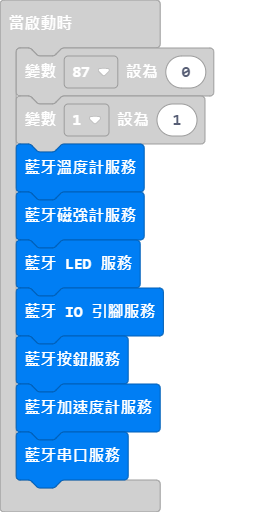 當啟動時
變數 87 設為 0
變數 1 設為 1
藍牙溫度計服務
藍牙磁強計服務
藍牙 LED 服務
藍牙 IO 引腳服務
藍牙按鈕服務
藍牙加速度計服務
藍牙串口服務